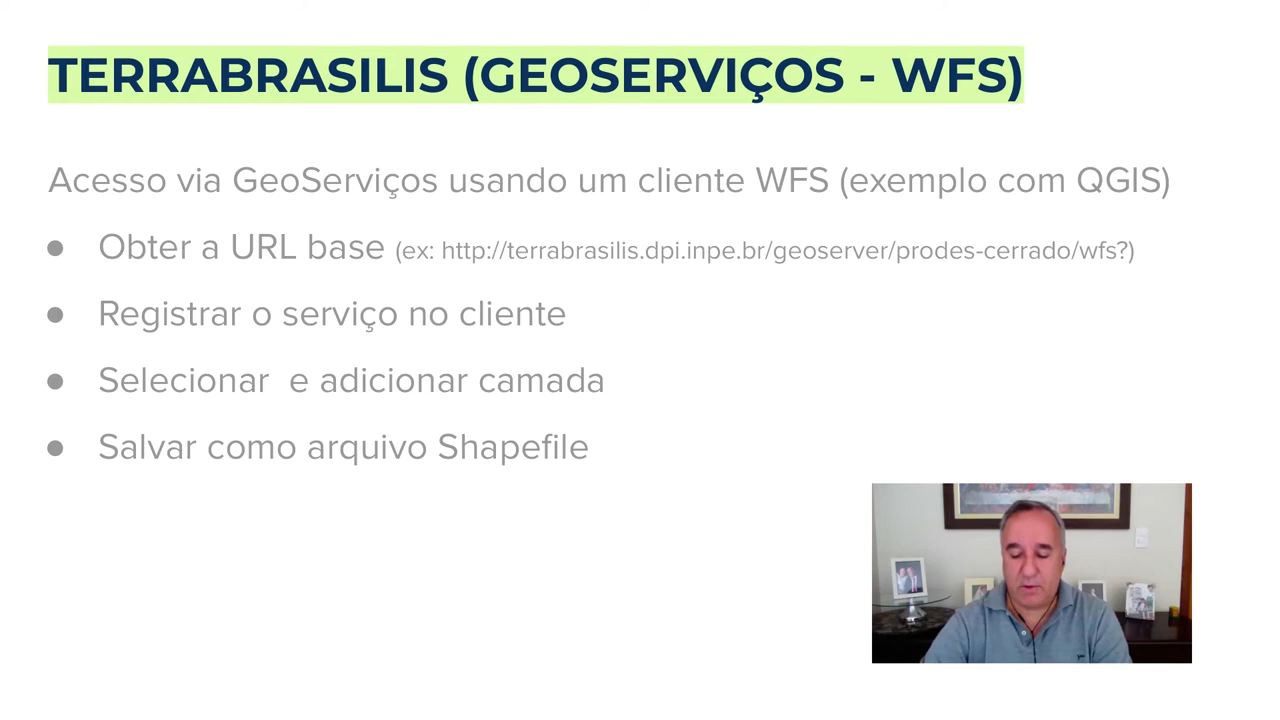 TERRABRASILIS (GEOSERVIÇOS - WFS)
Acesso via GeoServiços usando um cliente WFS (exemplo com QGIS)
● Obter a URL base (ex: http://terrabrasilis.dpi.inpe.br/geoserver/prodes-cerrado/wfs?)
● Registrar o serviço no cliente
● Selecionar  e adicionar camada
● Salvar como arquivo Shapefile